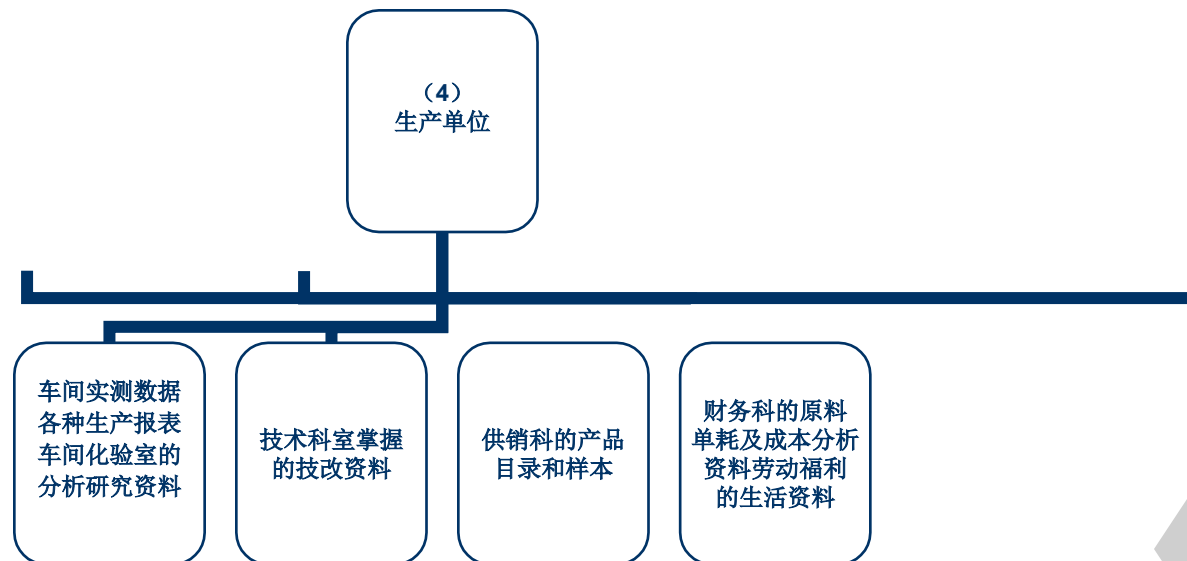 （4）
生产单位
车间实测数据
各种生产报表
车间化验室的
分析研究资料
技术科室掌握
的技改资料
供销科的产品
目录和样本
财务科的原料
单耗及成本分析
资料劳动福利
的生活资料